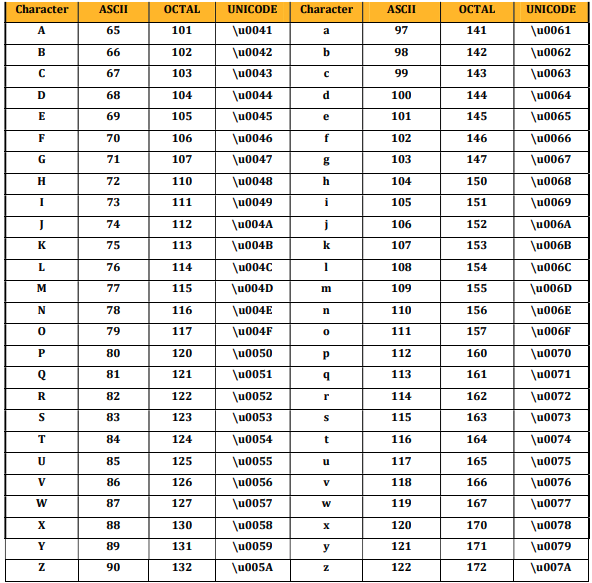 Character ASCII OCTAL UNICODE Character ASCII OCTAL UNICODE
A 65 101 \u0041 a 97 141 \u0061
B 66 102 \u0042 b 98 142 \u0062
C 67 103 \u0043 c 99 143 \u0063
D 68 104 \u0044 d 100 144 \u0064
E 69 105 \u0045 e 101 145 \u0065
F 70 106 \u0046 f 102 146 \u0066
G 71 107 \u0047 g 103 147 \u0067
H 72 110 \u0048 h 104 150 \u0068
I 73 111 \u0049 i 105 151 \u0069
J 74 112 \u004A j 106 152 \u006A
K 75 113 \u004B k 107 153 \u006B
L 76 114 \u004C l 108 154 \u006C
M 77 115 \u004D m 109 155 \u006D
N 78 116 \u004E n 110 156 \u006E
O 79 117 \u004F o 111 157 \u006F
P 80 120 \u0050 p 112 160 \u0070
Q 81 121 \u0051 q 113 161 \u0071
R 82 122 \u0052 r 114 162 \u0072
S 83 123 \u0053 s 115 163 \u0073
T 84 124 \u0054 t 116 164 \u0074
U 85 125 \u0055 u 117 165 \u0075
V 86 126 \u0056 v 118 166 \u0076
W 87 127 \u0057 w 119 167 \u0077
X 88 130 \u0058 x 120 170 \u0078
Y 89 131 \u0059 y 121 171 \u0079
Z 90 132 \u005A z 122 172 \u007A